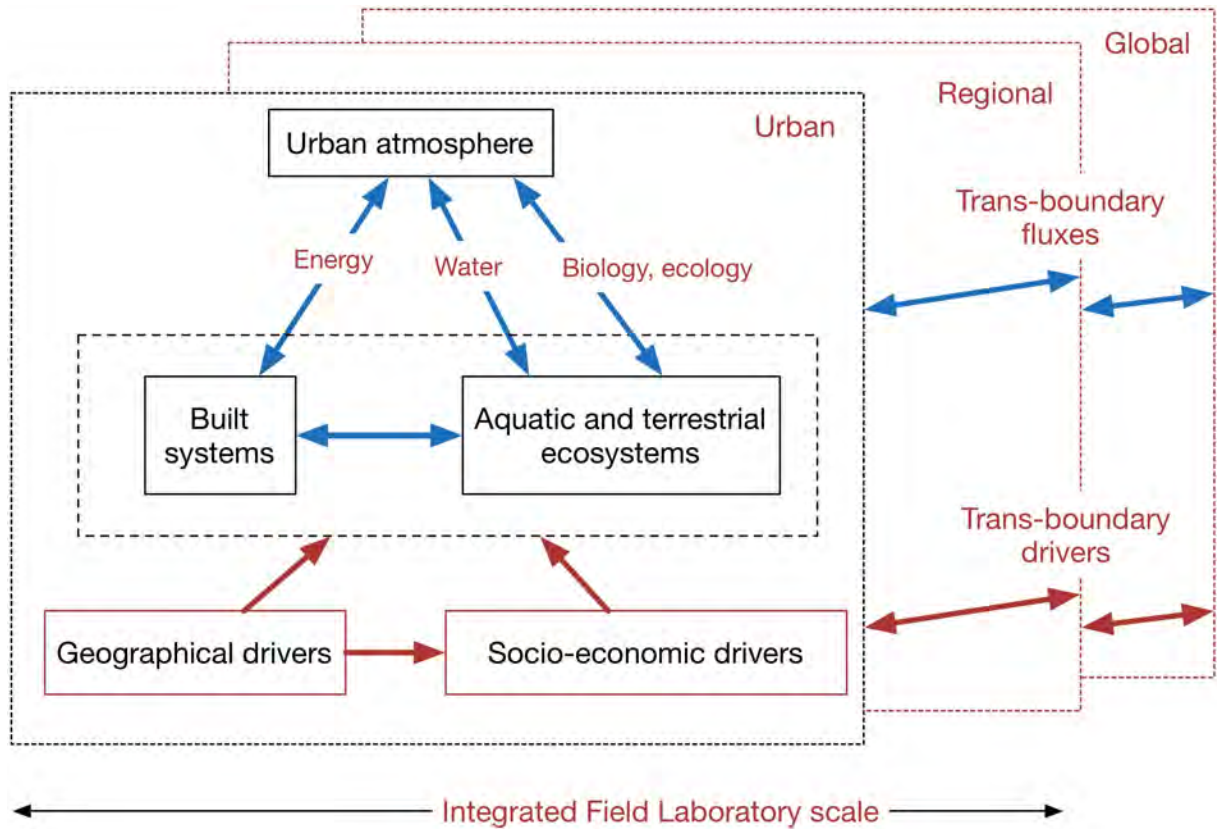 Global
Regional
Urban
Urban atmosphere
Trans-boundary
fluxes
Energy
Water
Biology, ecology
Built
systems
Aquatic and terrestrial
ecosystems
Trans-boundary
drivers
Geographical drivers
Socio-economic drivers
Integrated Field Laboratory scale